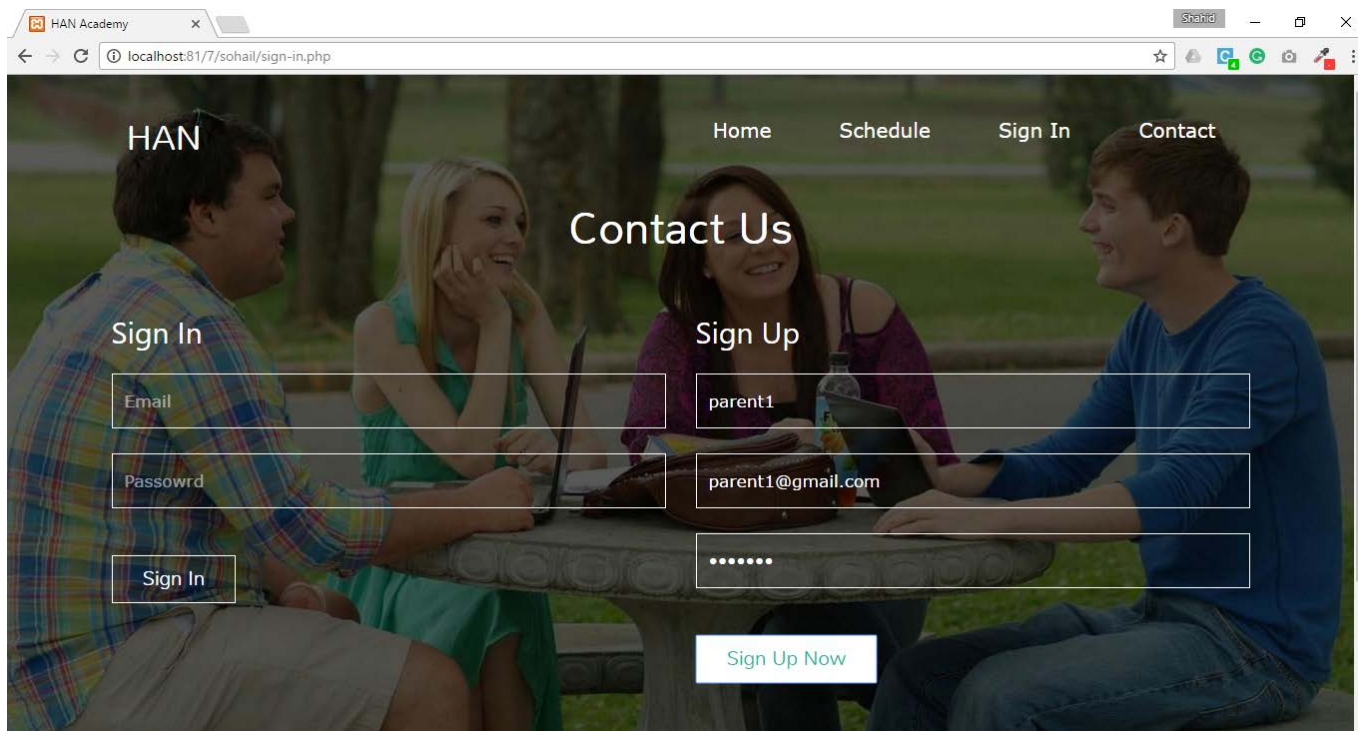 HAN Academy
Shahid
localhost:81/7/sohail/sign-in.php
HAN
Home Schedule Sign In Contact
Contact Us
Sign In
Email
Passowrd
Sign In
Sign Up
parent1
parent1@gmail.com
•••••••
Sign Up Now